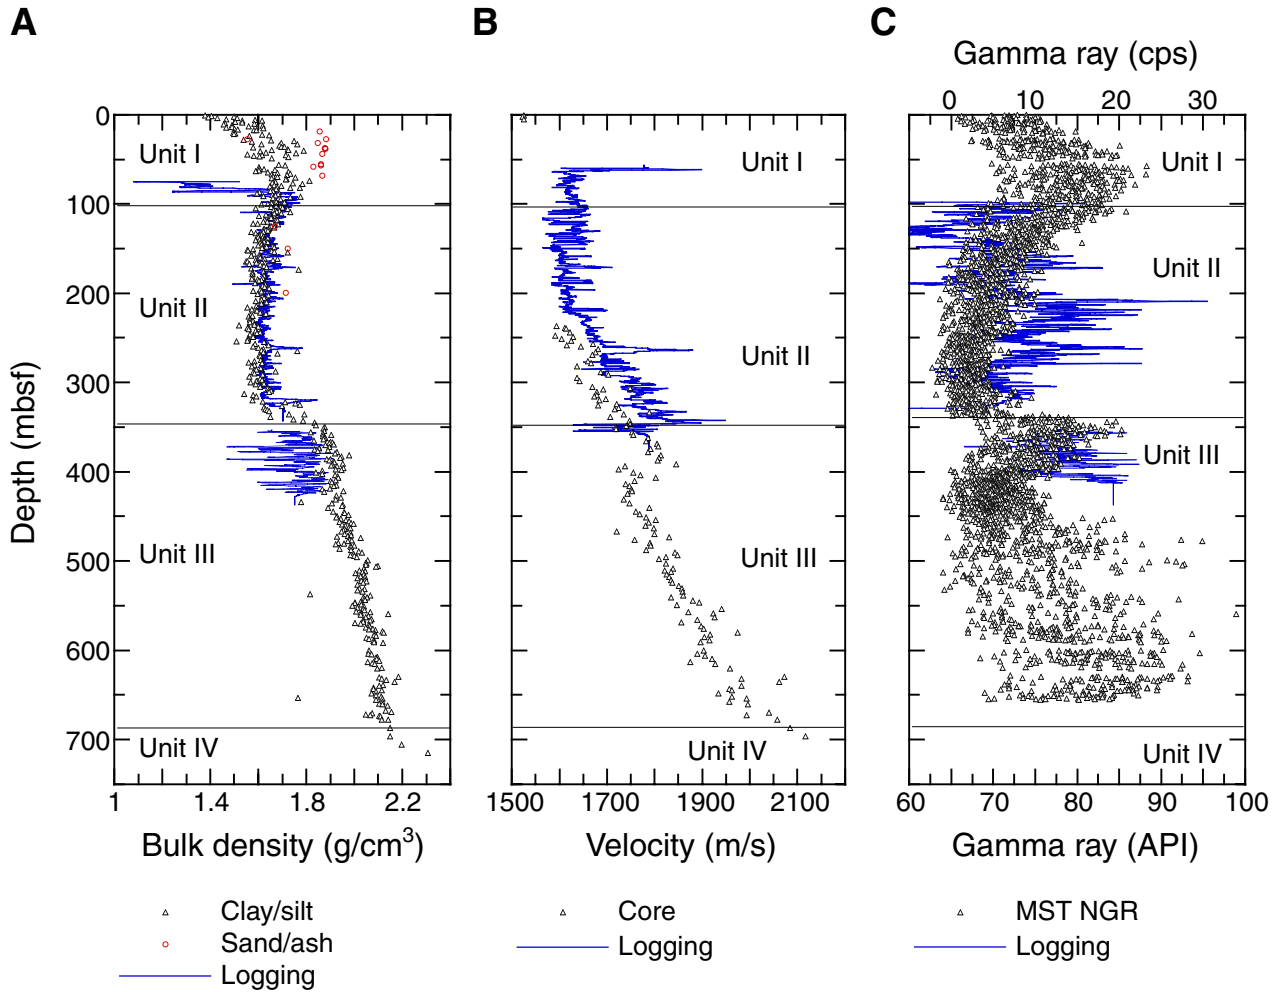 A
B
C
Gamma ray (cps)
0 10 20 30
0
100
200
300
400
500
600
700
Depth (mbsf)
Unit I
Unit II
Unit III
Unit IV
Unit I
Unit II
Unit III
Unit IV
Unit I
Unit II
Unit III
Unit IV
1 1.4 1.8 2.2
1500 1700 1900 2100
60 70 80 90 100
Bulk density (g/cm³)
Velocity (m/s)
Gamma ray (API)
Clay/silt
Sand/ash
Logging
Core
Logging
MST NGR
Logging